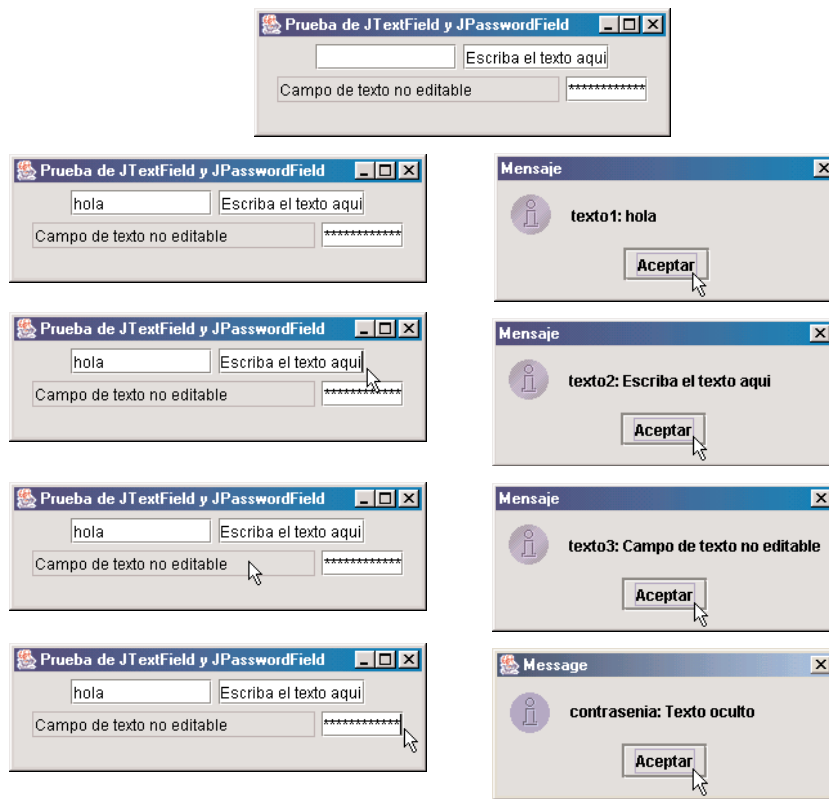 Prueba de JTextField y JPasswordField
Escriba el texto aqui
Campo de texto no editable
************
Prueba de JTextField y JPasswordField
hola
Escriba el texto aqui
Campo de texto no editable
************
Mensaje
texto1: hola
Aceptar
Prueba de JTextField y JPasswordField
hola
Escriba el texto aqui
Campo de texto no editable
************
Mensaje
texto2: Escriba el texto aqui
Aceptar
Prueba de JTextField y JPasswordField
hola
Escriba el texto aqui
Campo de texto no editable
************
Mensaje
texto3: Campo de texto no editable
Aceptar
Prueba de JTextField y JPasswordField
hola
Escriba el texto aqui
Campo de texto no editable
************
Message
contrasenia: Texto oculto
Aceptar